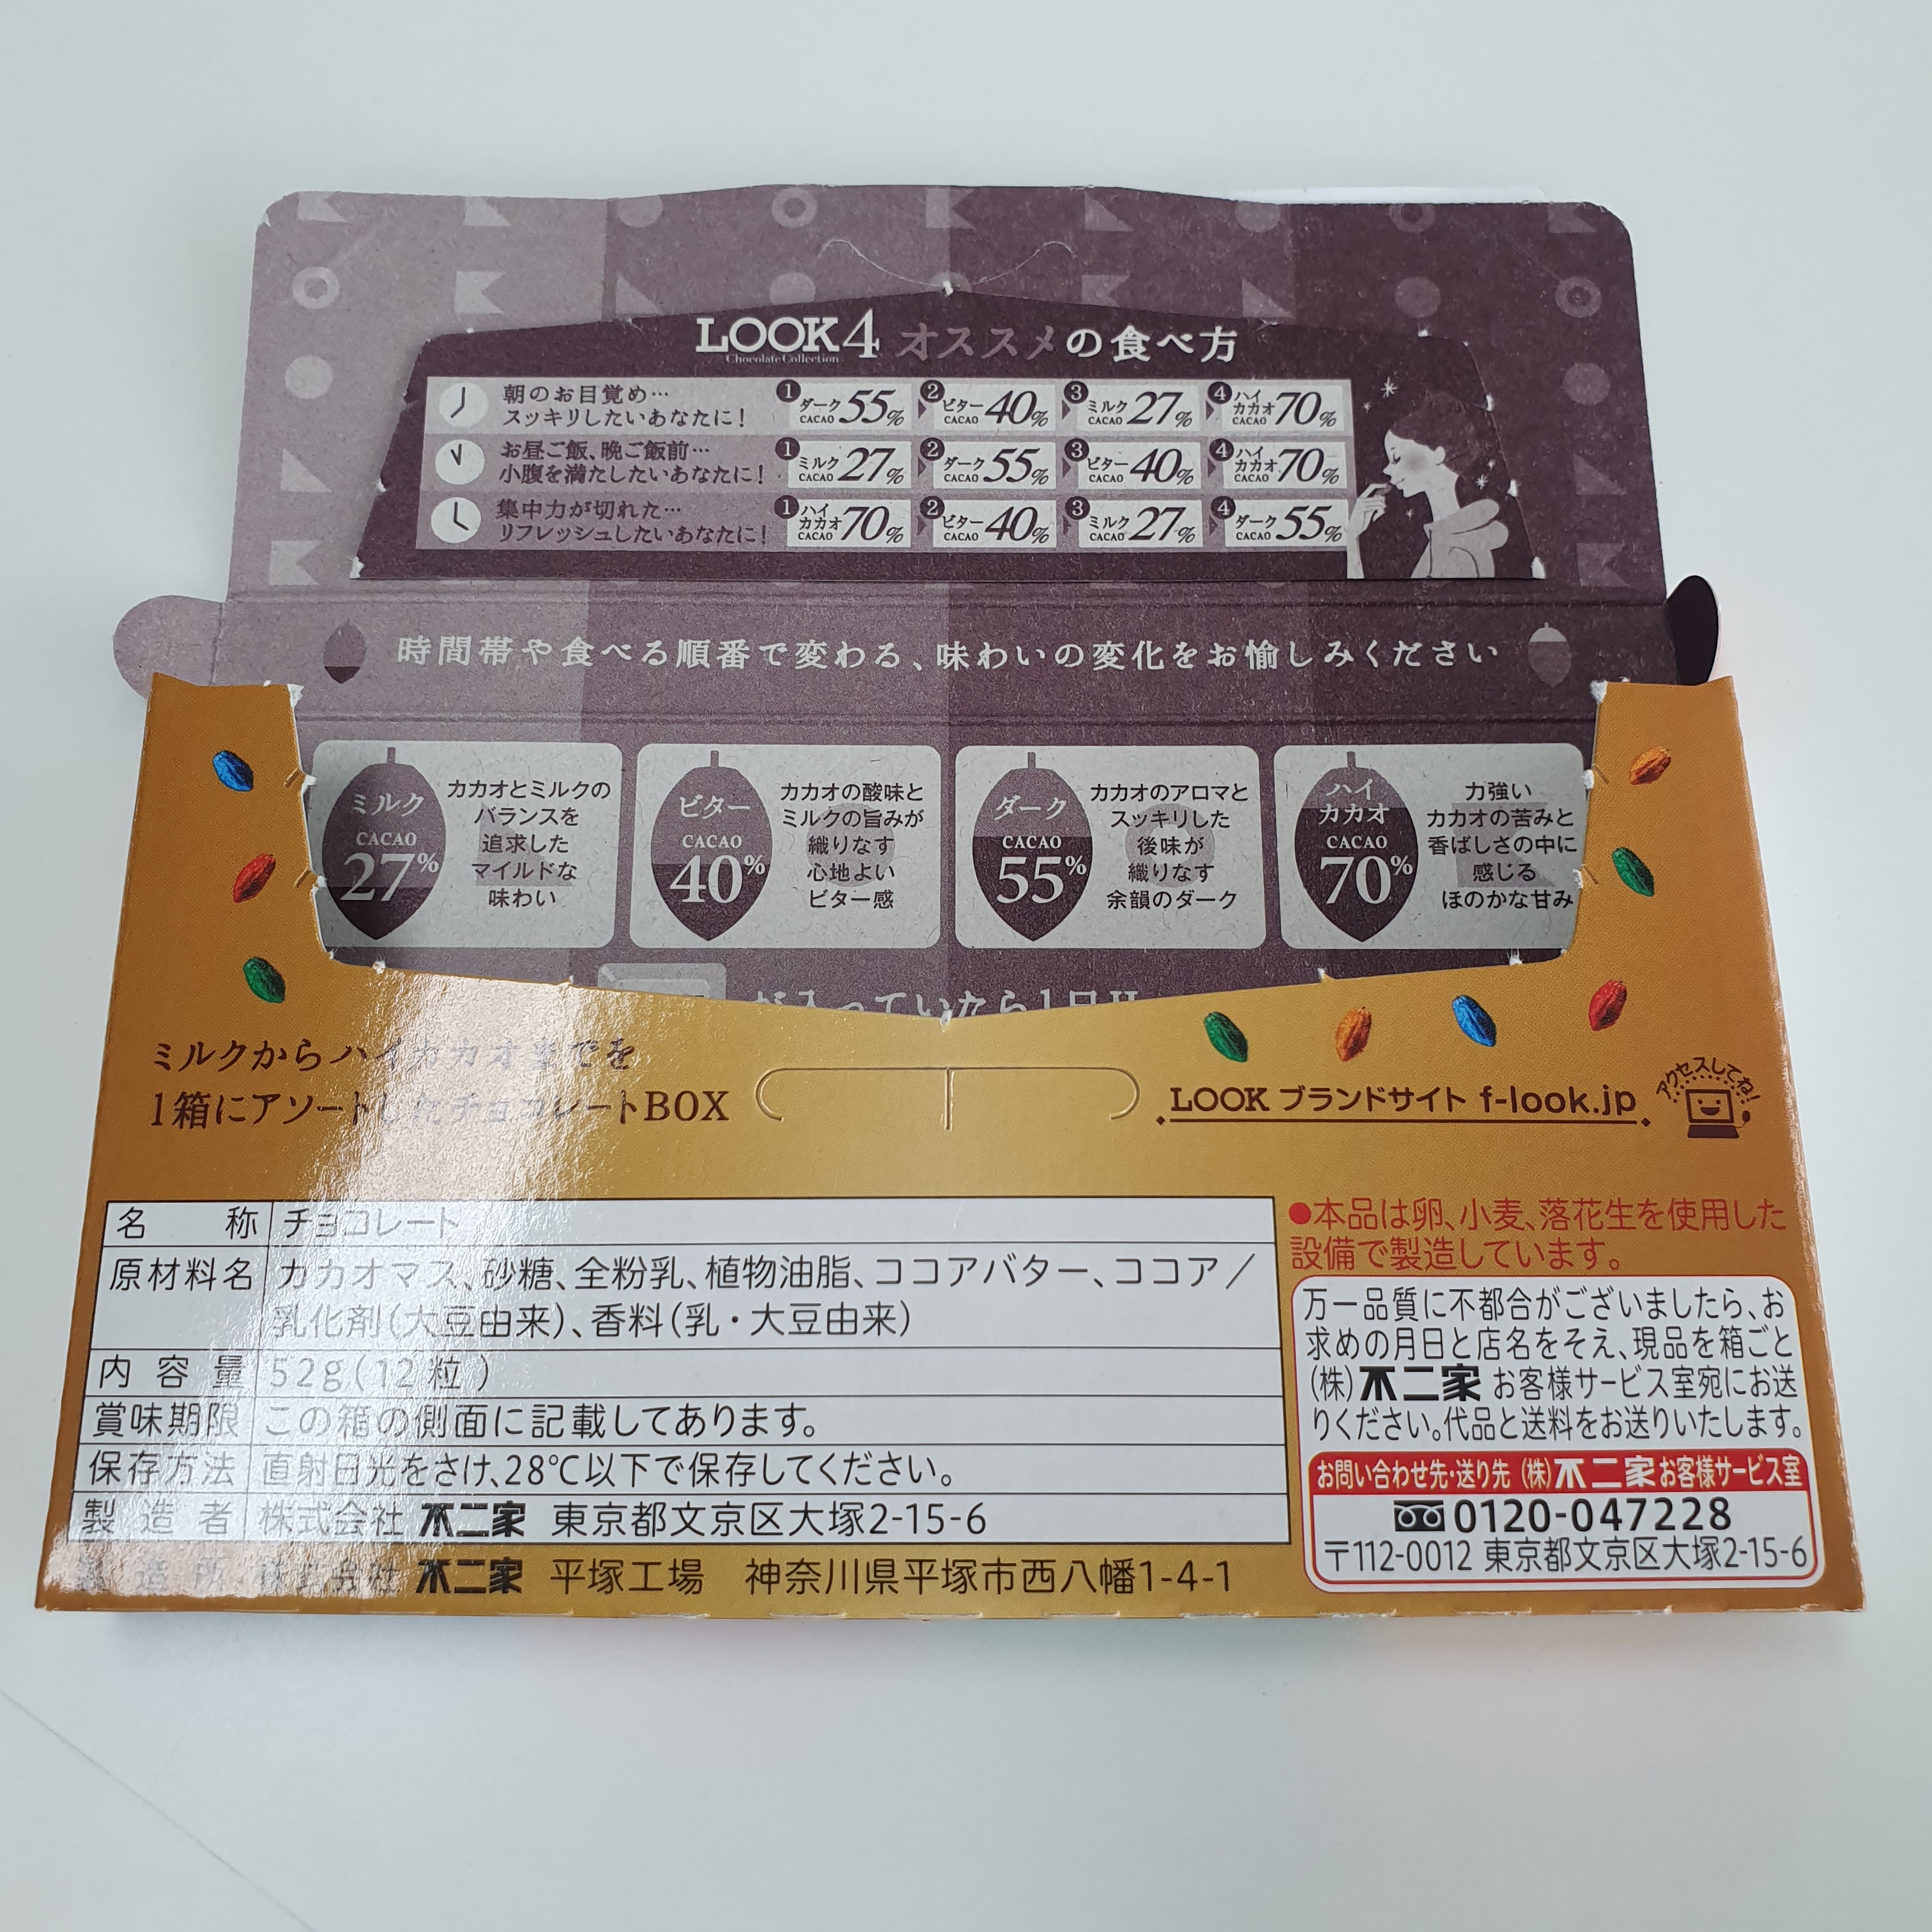 LOOK4 オススメの食べ方
Chocolate Collection
朝のお目覚め…
スッキリしたいあなたに！
1 ダーク CACAO 55% 2 ビター CACAO 40% 3 ミルク CACAO 27% 4 ハイカカオ CACAO 70%
お昼ご飯、晩ご飯前…
小腹を満たしたいあなたに！
1 ミルク CACAO 27% 2 ダーク CACAO 55% 3 ビター CACAO 40% 4 ハイカカオ CACAO 70%
集中力が切れた…
リフレッシュしたいあなたに！
1 ハイカカオ CACAO 70% 2 ビター CACAO 40% 3 ミルク CACAO 27% 4 ダーク CACAO 55%
時間帯や食べる順番で変わる、味わいの変化をお愉しみください
ミルク
CACAO
27%
カカオとミルクの
バランスを
追求した
マイルドな
味わい
ビター
CACAO
40%
カカオの酸味と
ミルクの旨みが
織りなす
心地よい
ビター感
ダーク
CACAO
55%
カカオのアロマと
スッキリした
後味が
織りなす
余韻のダーク
ハイ
カカオ
CACAO
70%
力強い
カカオの苦みと
香ばしさの中に
感じる
ほのかな甘み
が入っていたら1日
ミルクからハイカカオまでを
1箱にアソートしたチョコレートBOX
LOOK ブランドサイト f-look.jp
アクセスしてね！
名称 チョコレート
原材料名 カカオマス、砂糖、全粉乳、植物油脂、ココアバター、ココア／
乳化剤(大豆由来)、香料(乳・大豆由来)
内容量 52g(12粒)
賞味期限 この箱の側面に記載してあります。
保存方法 直射日光をさけ、28℃以下で保存してください。
製造者 株式会社 不二家 東京都文京区大塚2-15-6
製造所 株式会社 不二家 平塚工場 神奈川県平塚市西八幡1-4-1
●本品は卵、小麦、落花生を使用した
設備で製造しています。
万一品質に不都合がございましたら、お
求めの月日と店名をそえ、現品を箱ごと
(株)不二家 お客様サービス室宛にお送
りください。代品と送料をお送りいたします。
お問い合わせ先・送り先 (株)不二家お客様サービス室
0120-047228
〒112-0012 東京都文京区大塚2-15-6